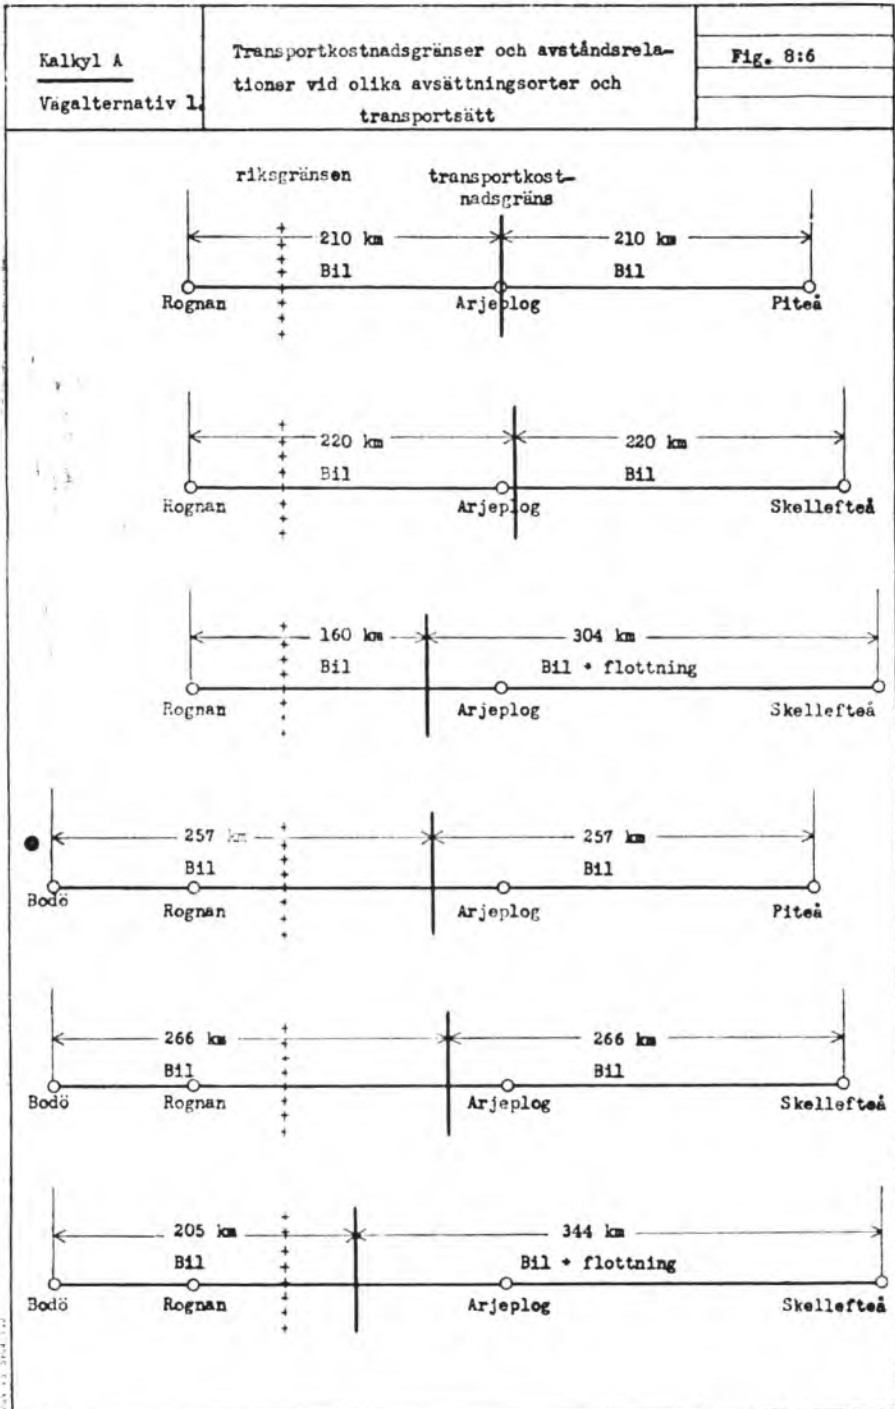 Kalkyl A
Vägalternativ 1.
Transportkostnadsgränser och avståndsrela-
tioner vid olika avsättningsorter och
transportsätt
Fig. 8:6
riksgränsen
transportkost-
nadsgräns
210 km 210 km
Bil Bil
Rognan Arjeplog Piteå
220 km 220 km
Bil Bil
Rognan Arjeplog Skellefteå
160 km 304 km
Bil Bil + flottning
Rognan Arjeplog Skellefteå
257 km 257 km
Bil Bil
Bodö Rognan Arjeplog Piteå
266 km 266 km
Bil Bil
Bodö Rognan Arjeplog Skellefteå
205 km 344 km
Bil Bil + flottning
Bodö Rognan Arjeplog Skellefteå